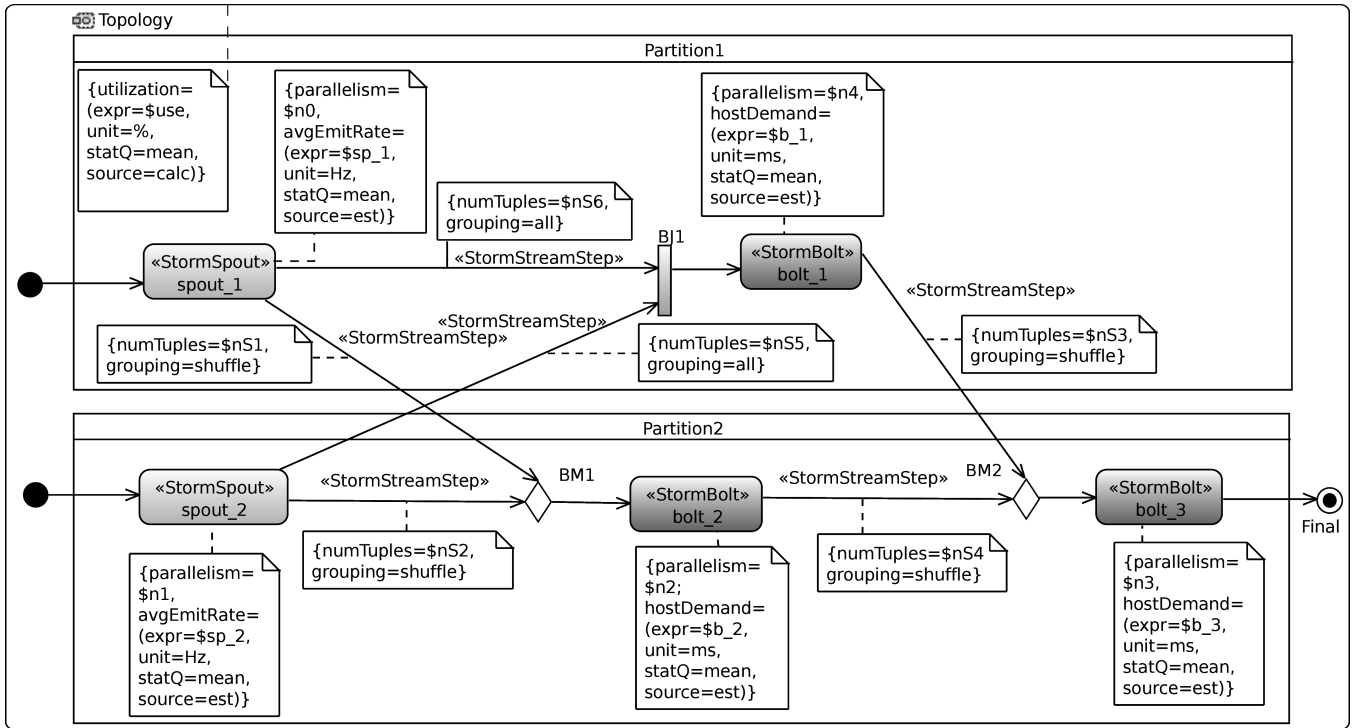 Topology
Partition1
{utilization=
(expr=$use,
unit=%,
statQ=mean,
source=calc)}
{parallelism=
$n0,
avgEmitRate=
(expr=$sp_1,
unit=Hz,
statQ=mean,
source=est)}
{parallelism=$n4,
hostDemand=
(expr=$b_1,
unit=ms,
statQ=mean,
source=est)}
{numTuples=$nS6,
grouping=all}
BJ1
«StormSpout»
spout_1
«StormStreamStep»
«StormBolt»
bolt_1
«StormStreamStep»
«StormStreamStep»
«StormStreamStep»
{numTuples=$nS1,
grouping=shuffle}
{numTuples=$nS5,
grouping=all}
{numTuples=$nS3,
grouping=shuffle}
Partition2
«StormSpout»
spout_2
«StormStreamStep»
BM1
«StormBolt»
bolt_2
«StormStreamStep»
BM2
«StormBolt»
bolt_3
Final
{numTuples=$nS2,
grouping=shuffle}
{numTuples=$nS4
grouping=shuffle}
{parallelism=
$n1,
avgEmitRate=
(expr=$sp_2,
unit=Hz,
statQ=mean,
source=est)}
{parallelism=
$n2;
hostDemand=
(expr=$b_2,
unit=ms,
statQ=mean,
source=est)}
{parallelism=
$n3,
hostDemand=
(expr=$b_3,
unit=ms,
statQ=mean,
source=est)}